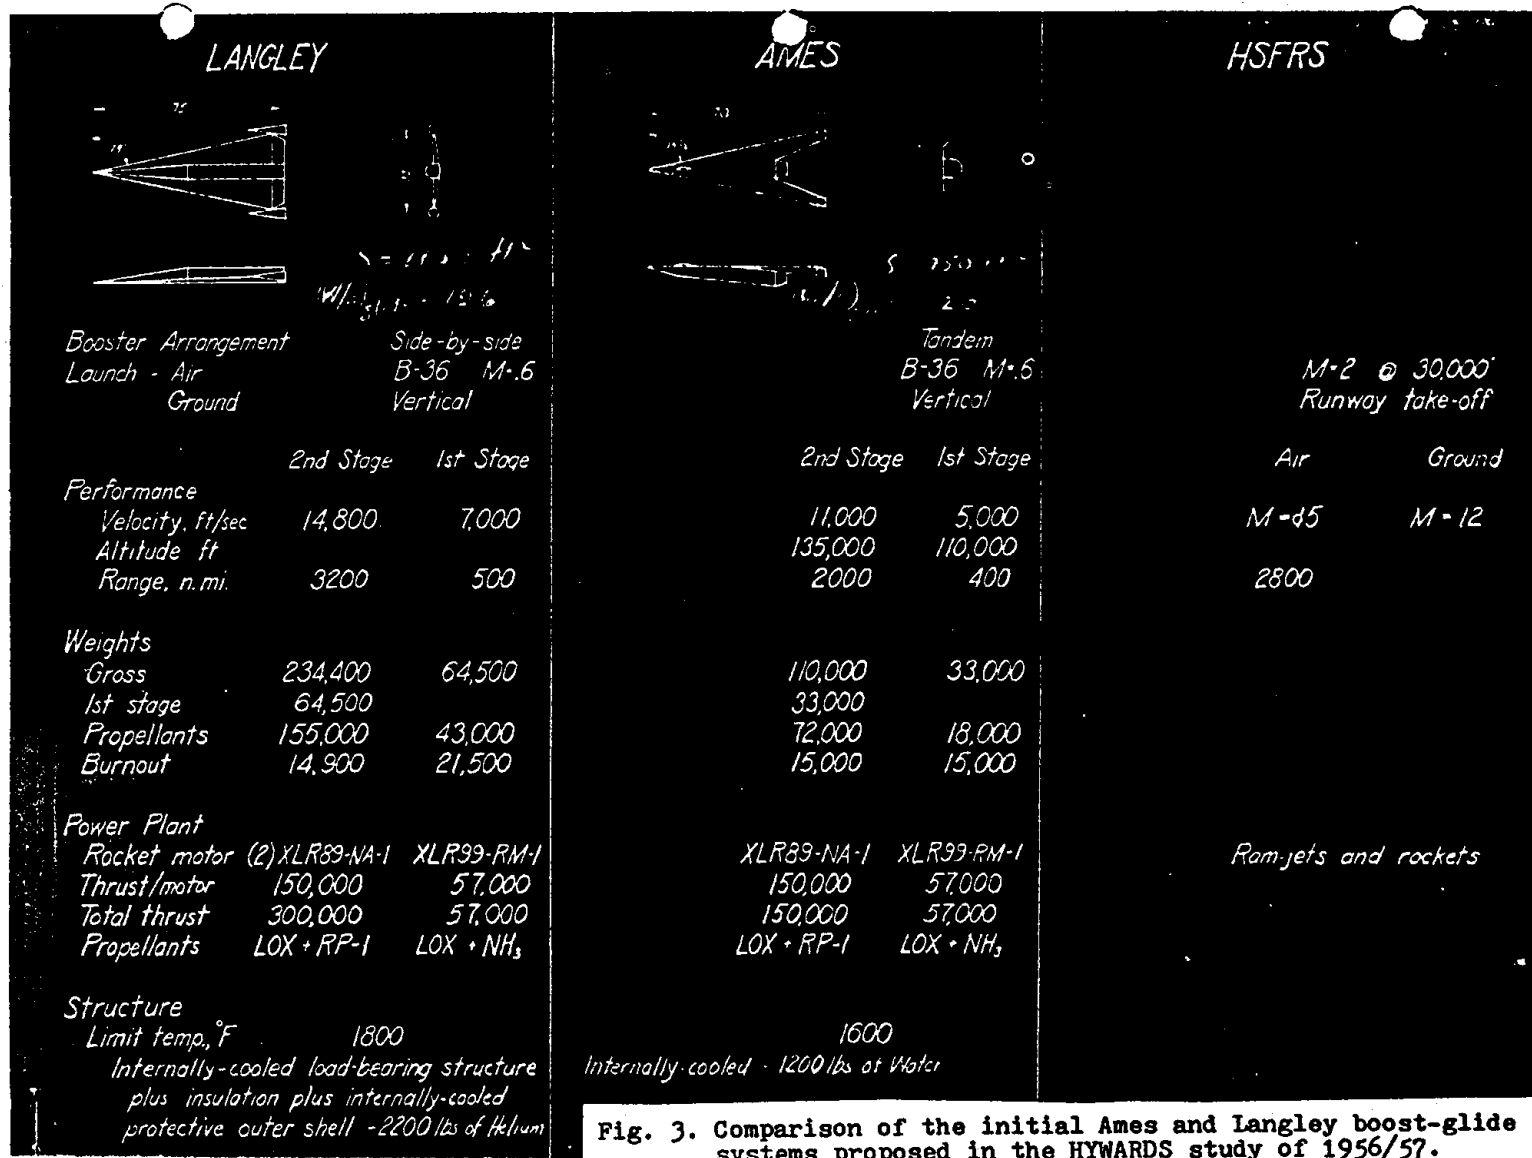 LANGLEY AMES HSFRS
75 70
Booster Arrangement Side-by-side Tandem
Launch - Air B-36 M=.6 B-36 M=.6 M=2 @ 30,000'
Ground Vertical Vertical Runway take-off
2nd Stage 1st Stage 2nd Stage 1st Stage Air Ground
Performance
Velocity, ft/sec 14,800 7,000 11,000 5,000 M = 12
Altitude ft 135,000 110,000
Range, n.mi. 3200 500 2000 400 2800
Weights
Gross 234,400 64,500 110,000 33,000
1st stage 64,500 33,000
Propellants 155,000 43,000 72,000 18,000
Burnout 14,900 21,500 15,000 15,000
Power Plant
Rocket motor (2) XLR89-NA-1 XLR99-RM-1 XLR89-NA-1 XLR99-RM-1 Ram-jets and rockets
Thrust/motor 150,000 57,000 150,000 57,000
Total thrust 300,000 57,000 150,000 57,000
Propellants LOX + RP-1 LOX + NH₃ LOX + RP-1 LOX + NH₃
Structure
Limit temp., °F 1800 1600
Internally-cooled load-bearing structure Internally-cooled - 1200 lbs of Water
plus insulation plus internally-cooled
protective outer shell - 2200 lbs of Helium
Fig. 3. Comparison of the initial Ames and Langley boost-glide
systems proposed in the HYWARDS study of 1956/57.